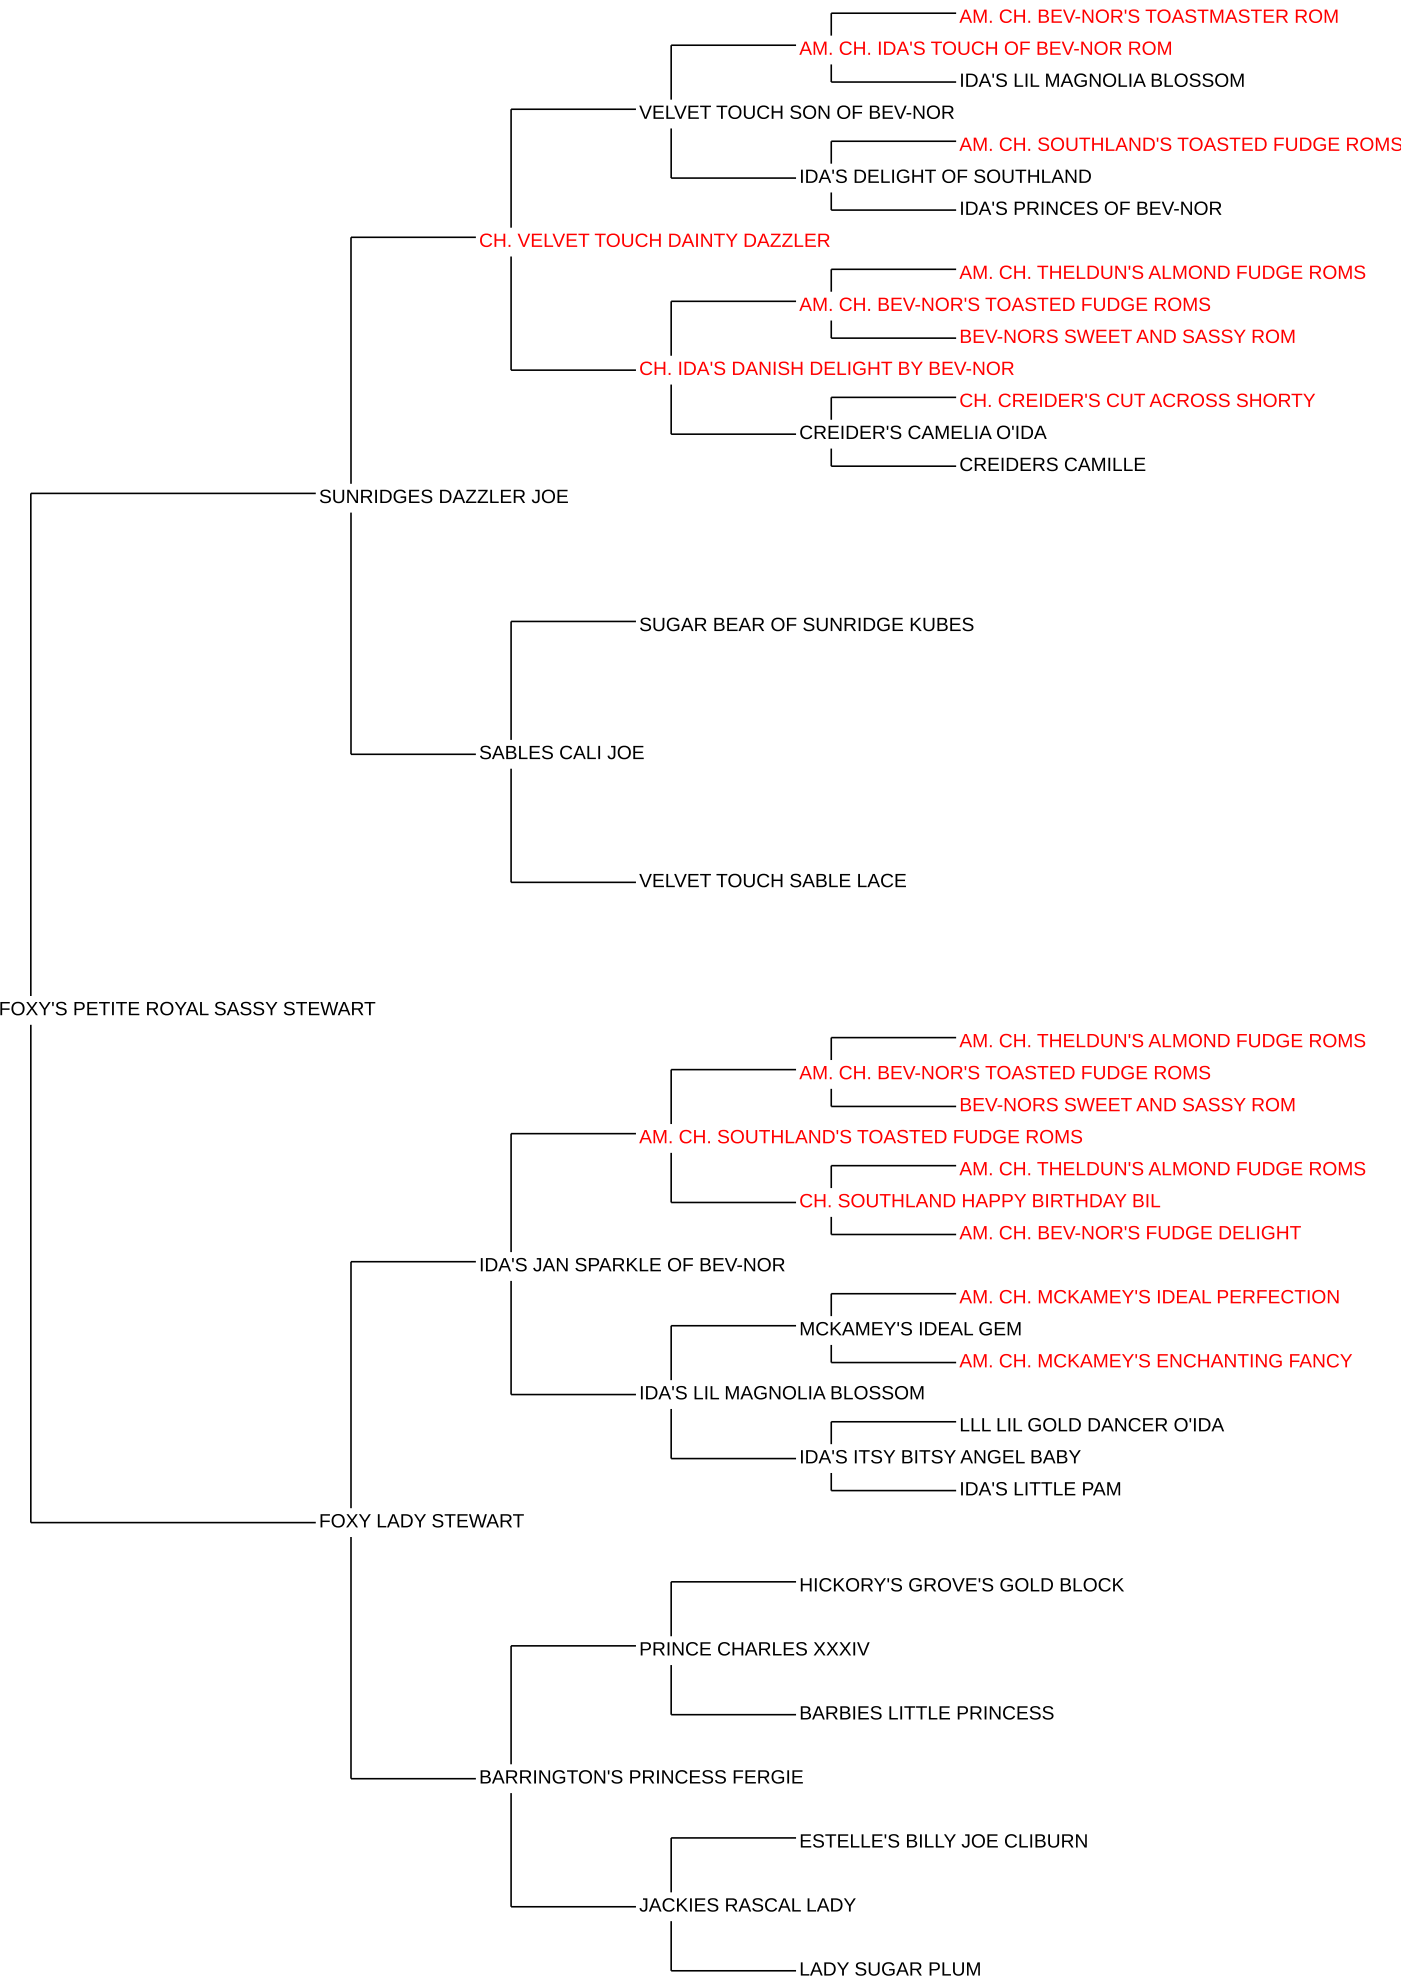 AM. CH. BEV-NOR'S TOASTMASTER ROM
AM. CH. IDA'S TOUCH OF BEV-NOR ROM
IDA'S LIL MAGNOLIA BLOSSOM
VELVET TOUCH SON OF BEV-NOR
AM. CH. SOUTHLAND'S TOASTED FUDGE ROMS
IDA'S DELIGHT OF SOUTHLAND
IDA'S PRINCES OF BEV-NOR
CH. VELVET TOUCH DAINTY DAZZLER
AM. CH. THELDUN'S ALMOND FUDGE ROMS
AM. CH. BEV-NOR'S TOASTED FUDGE ROMS
BEV-NORS SWEET AND SASSY ROM
CH. IDA'S DANISH DELIGHT BY BEV-NOR
CH. CREIDER'S CUT ACROSS SHORTY
CREIDER'S CAMELIA O'IDA
CREIDERS CAMILLE
SUNRIDGES DAZZLER JOE
SUGAR BEAR OF SUNRIDGE KUBES
SABLES CALI JOE
VELVET TOUCH SABLE LACE
FOXY'S PETITE ROYAL SASSY STEWART
AM. CH. THELDUN'S ALMOND FUDGE ROMS
AM. CH. BEV-NOR'S TOASTED FUDGE ROMS
BEV-NORS SWEET AND SASSY ROM
AM. CH. SOUTHLAND'S TOASTED FUDGE ROMS
AM. CH. THELDUN'S ALMOND FUDGE ROMS
CH. SOUTHLAND HAPPY BIRTHDAY BIL
AM. CH. BEV-NOR'S FUDGE DELIGHT
IDA'S JAN SPARKLE OF BEV-NOR
AM. CH. MCKAMEY'S IDEAL PERFECTION
MCKAMEY'S IDEAL GEM
AM. CH. MCKAMEY'S ENCHANTING FANCY
IDA'S LIL MAGNOLIA BLOSSOM
LLL LIL GOLD DANCER O'IDA
IDA'S ITSY BITSY ANGEL BABY
IDA'S LITTLE PAM
FOXY LADY STEWART
HICKORY'S GROVE'S GOLD BLOCK
PRINCE CHARLES XXXIV
BARBIES LITTLE PRINCESS
BARRINGTON'S PRINCESS FERGIE
ESTELLE'S BILLY JOE CLIBURN
JACKIES RASCAL LADY
LADY SUGAR PLUM